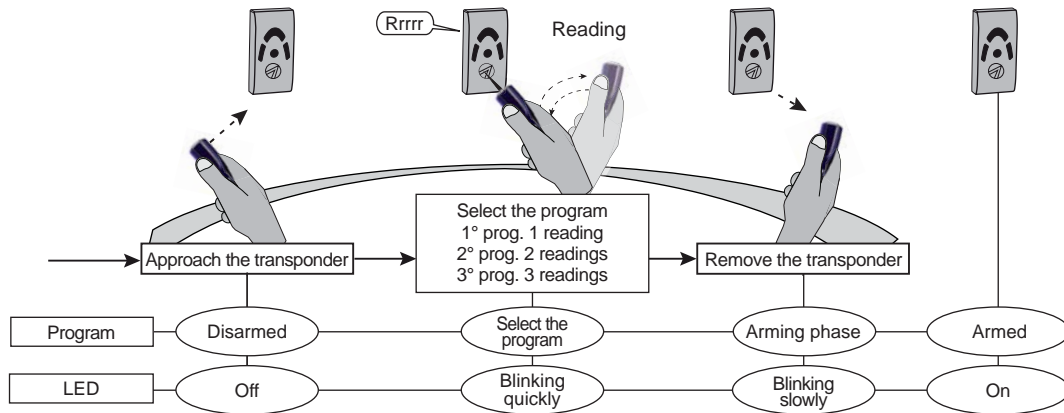 Rrrrr
Reading
Approach the transponder
Select the program
1° prog. 1 reading
2° prog. 2 readings
3° prog. 3 readings
Remove the transponder
Program
Disarmed
Select the
program
Arming phase
Armed
LED
Off
Blinking
quickly
Blinking
slowly
On